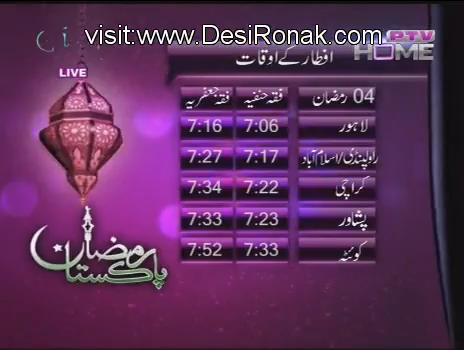 visit:www.DesiRonak.com
PTV
HOME
افطار کے اوقات
LIVE
04 رمضان فقہ حنفیہ فقہ جعفریہ
لاہور 7:06 7:16
راولپنڈی/اسلام آباد 7:17 7:27
کراچی 7:22 7:34
پشاور 7:23 7:33
کوئٹہ 7:33 7:52
پاکستان رمضان